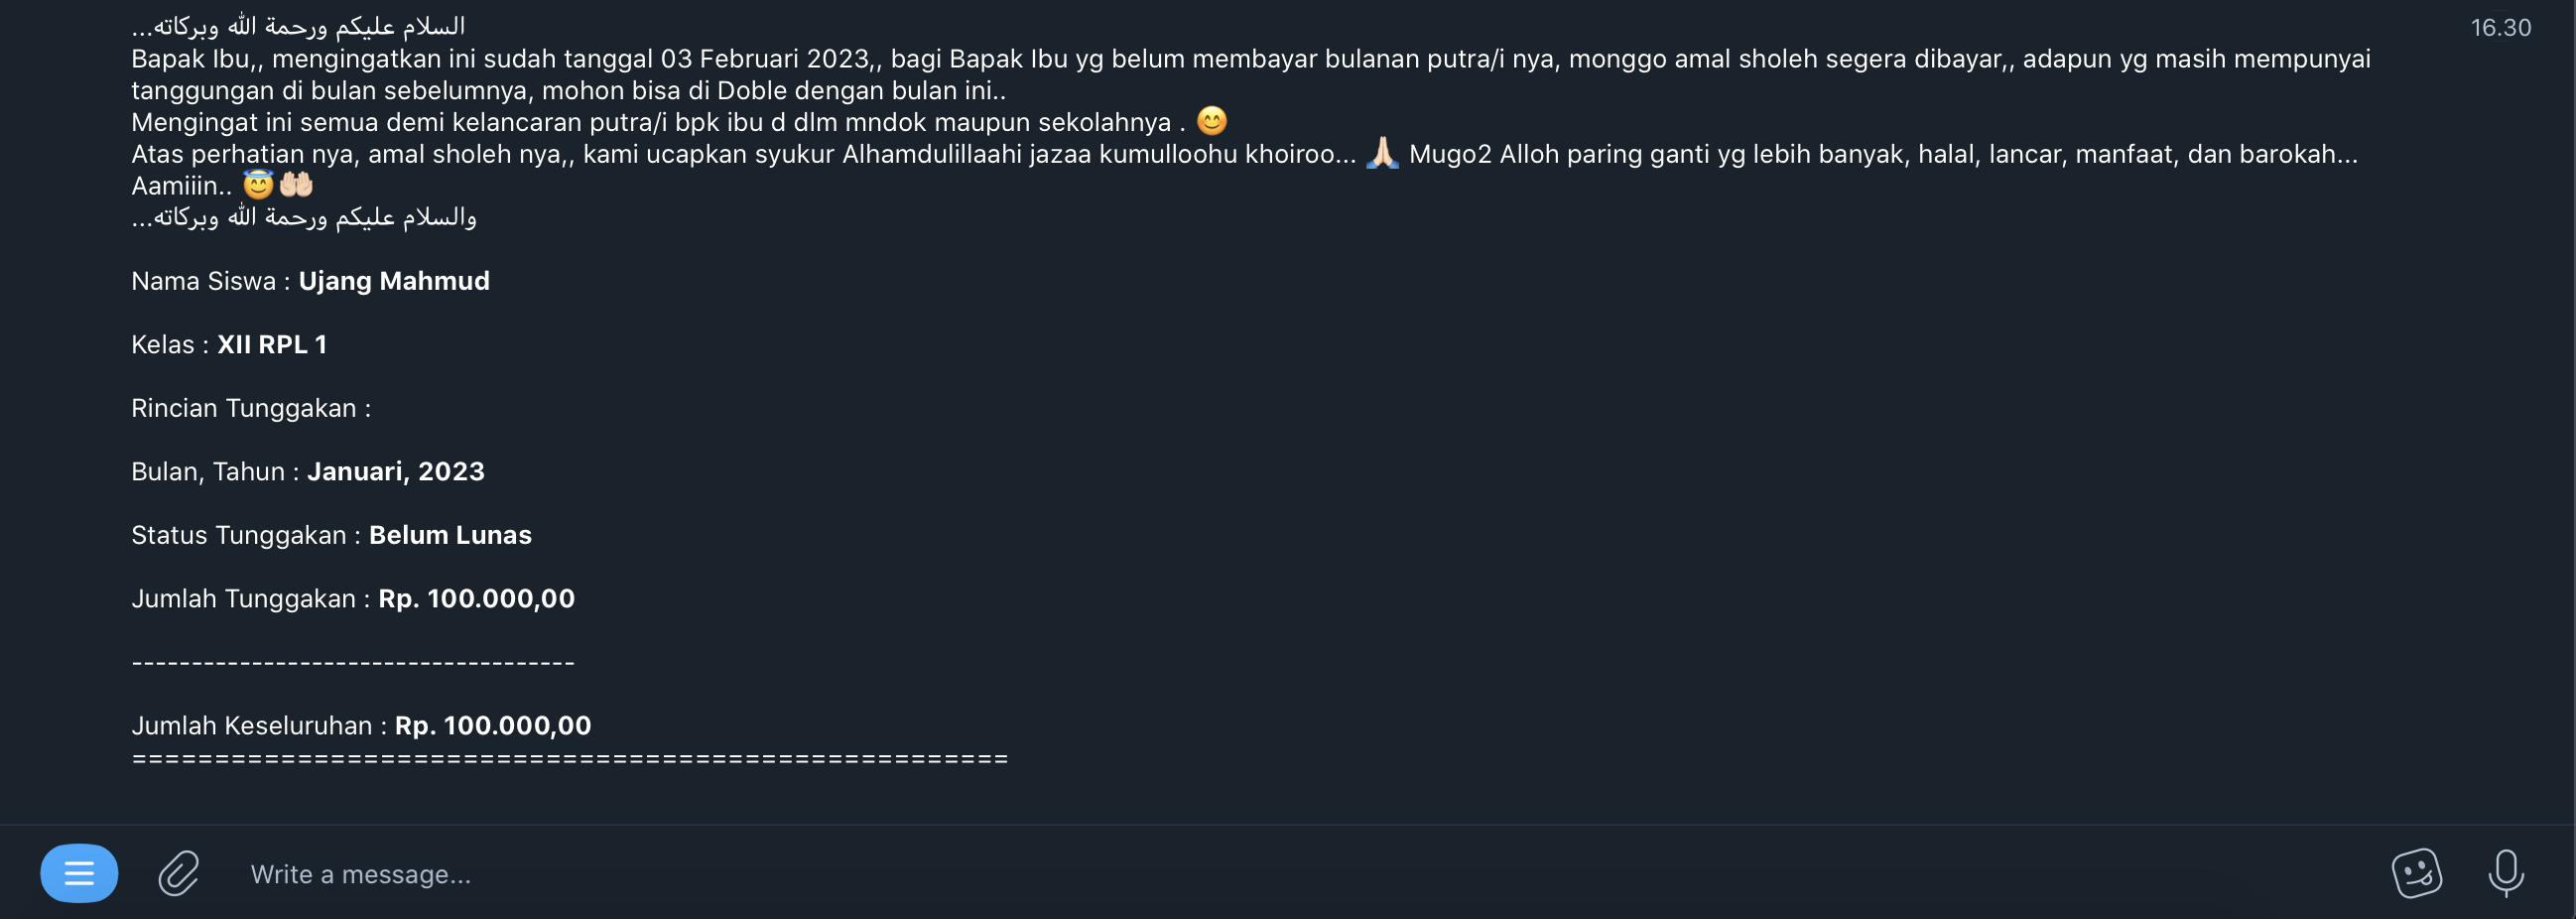 السلام عليكم ورحمة الله وبركاته...
16.30
Bapak Ibu,, mengingatkan ini sudah tanggal 03 Februari 2023,, bagi Bapak Ibu yg belum membayar bulanan putra/i nya, monggo amal sholeh segera dibayar,, adapun yg masih mempunyai
tanggungan di bulan sebelumnya, mohon bisa di Doble dengan bulan ini..
Mengingat ini semua demi kelancaran putra/i bpk ibu d dlm mndok maupun sekolahnya . 😊
Atas perhatian nya, amal sholeh nya,, kami ucapkan syukur Alhamdulillaahi jazaa kumulloohu khoiroo... 🙏🏻 Mugo2 Alloh paring ganti yg lebih banyak, halal, lancar, manfaat, dan barokah...
Aamiiin.. 😇🤲🏻
والسلام عليكم ورحمة الله وبركاته...
Nama Siswa : Ujang Mahmud
Kelas : XII RPL 1
Rincian Tunggakan :
Bulan, Tahun : Januari, 2023
Status Tunggakan : Belum Lunas
Jumlah Tunggakan : Rp. 100.000,00
-------------------------------------
Jumlah Keseluruhan : Rp. 100.000,00
=====================================================
Write a message...